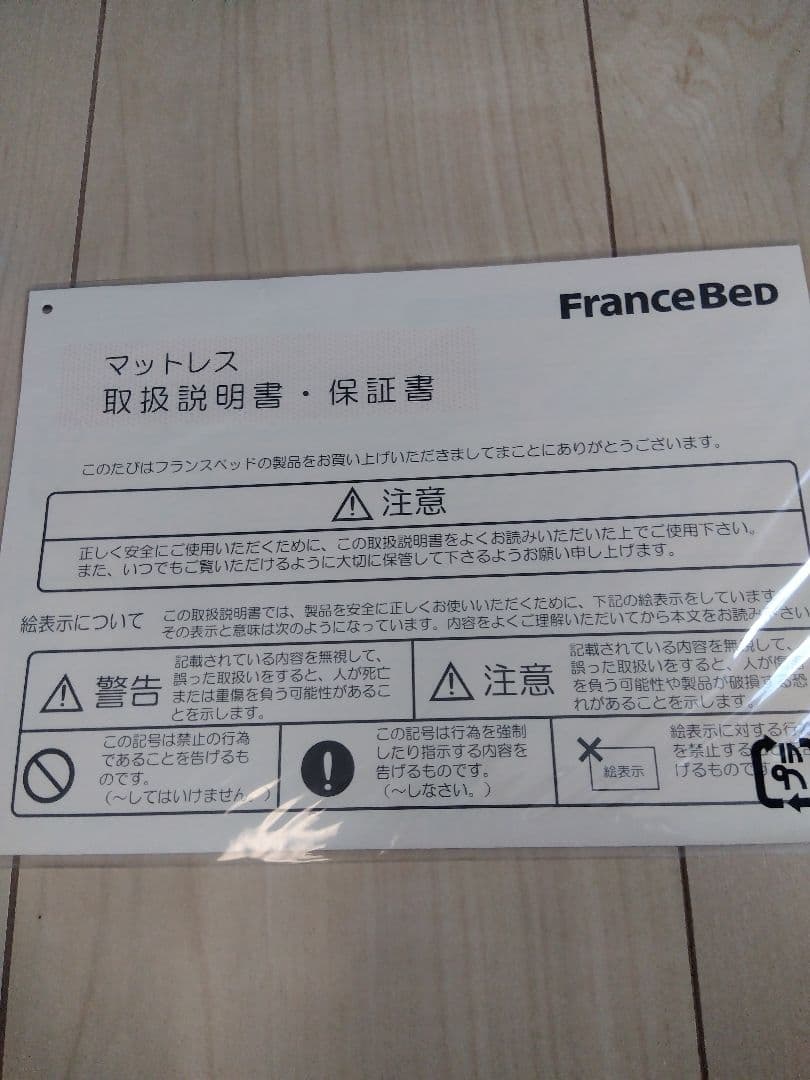 FranceBeD
マットレス
取扱説明書・保証書
このたびはフランスベッドの製品をお買い上げいただきましてまことにありがとうございます。
注意
正しく安全にご使用いただくために、この取扱説明書をよくお読みいただいた上でご使用下さい。
また、いつでもご覧いただけるように大切に保管して下さるようお願い申し上げます。
絵表示について
この取扱説明書では、製品を安全に正しくお使いいただくために、下記の絵表示をしています
その表示と意味は次のようになっています。内容をよくご理解いただいてから本文をお読み下さい
警告
記載されている内容を無視して、
誤った取扱いをすると、人が死亡
または重傷を負う可能性があるこ
とを示します。
注意
記載されている内容を無視して、
誤った取扱いをすると、人が傷害
を負う可能性や製品が破損する恐
れがあることを示します。
この記号は禁止の行為
であることを告げるも
のです。
(〜してはいけません。)
この記号は行為を強制
したり指示する内容を
告げるものです。
(〜しなさい。)
絵表示
絵表示に対する行
を禁止する
げるものです